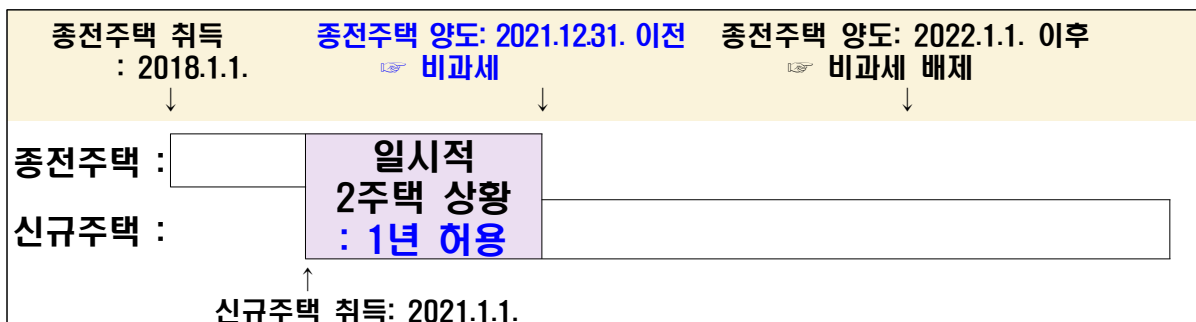 종전주택 취득
: 2018.1.1.
종전주택 양도: 2021.12.31. 이전
☞ 비과세
종전주택 양도: 2022.1.1. 이후
☞ 비과세 배제
↓ ↓ ↓
종전주택 :
신규주택 :
일시적
2주택 상황
: 1년 허용
↑
신규주택 취득: 2021.1.1.